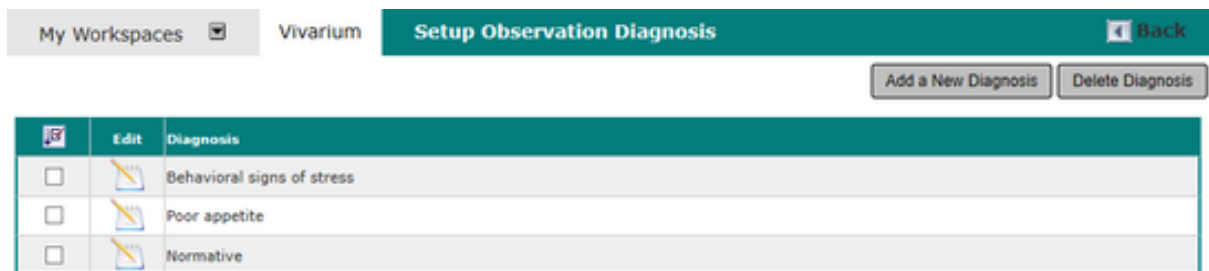 My Workspaces Vivarium Setup Observation Diagnosis Back
Add a New Diagnosis Delete Diagnosis
Edit Diagnosis
Behavioral signs of stress
Poor appetite
Normative